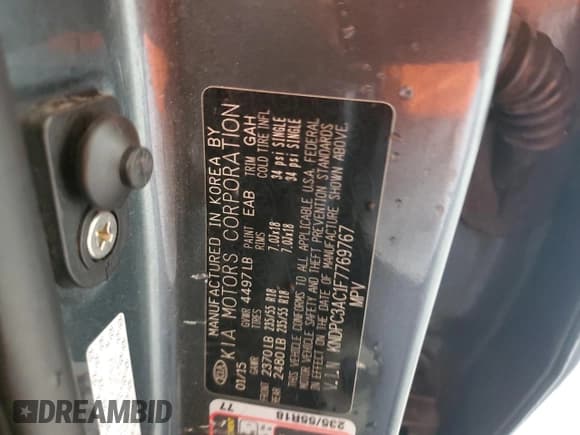 MANUFACTURED IN KOREA BY
KIA MOTORS CORPORATION
KIA
01/15 GVWR 4497LB PAINT EAB TRIM GAH
GAWR RIMS COLD TIRE INFL
FRONT 2370LB 235/55 R18 7.0JX18 34 psi SINGLE
REAR 2480LB 235/55 R18 7.0JX18 34 psi SINGLE
THIS VEHICLE CONFORMS TO ALL APPLICABLE U.S.A. FEDERAL
MOTOR VEHICLE SAFETY AND THEFT PREVENTION STANDARDS
IN EFFECT ON THE DATE OF MANUFACTURE SHOWN ABOVE.
V.I.N KNDPC3AC1F7769767
MPV
235/55R18
77
DREAMBID